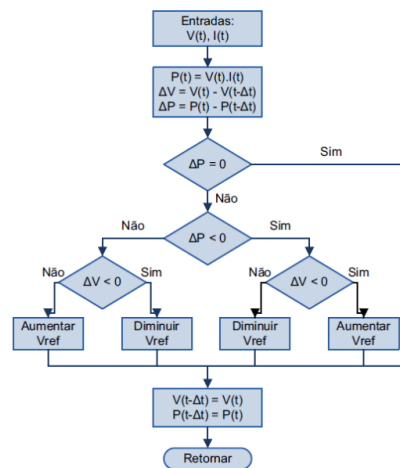 Entradas:
V(t), I(t)
P(t) = V(t).I(t)
ΔV = V(t) - V(t-Δt)
ΔP = P(t) - P(t-Δt)
ΔP = 0
Sim
Não
ΔP < 0
Não
Sim
ΔV < 0
Não
Sim
ΔV < 0
Não
Sim
Aumentar
Vref
Diminuir
Vref
Diminuir
Vref
Aumentar
Vref
V(t-Δt) = V(t)
P(t-Δt) = P(t)
Retornar